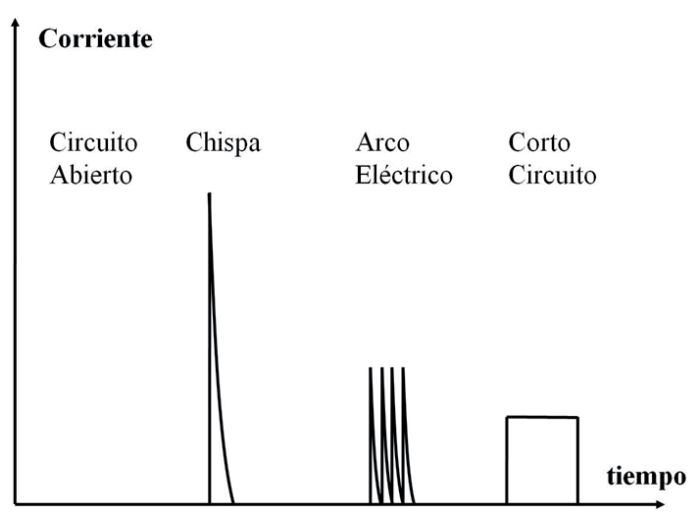 Corriente
Circuito
Abierto
Chispa
Arco
Eléctrico
Corto
Circuito
tiempo